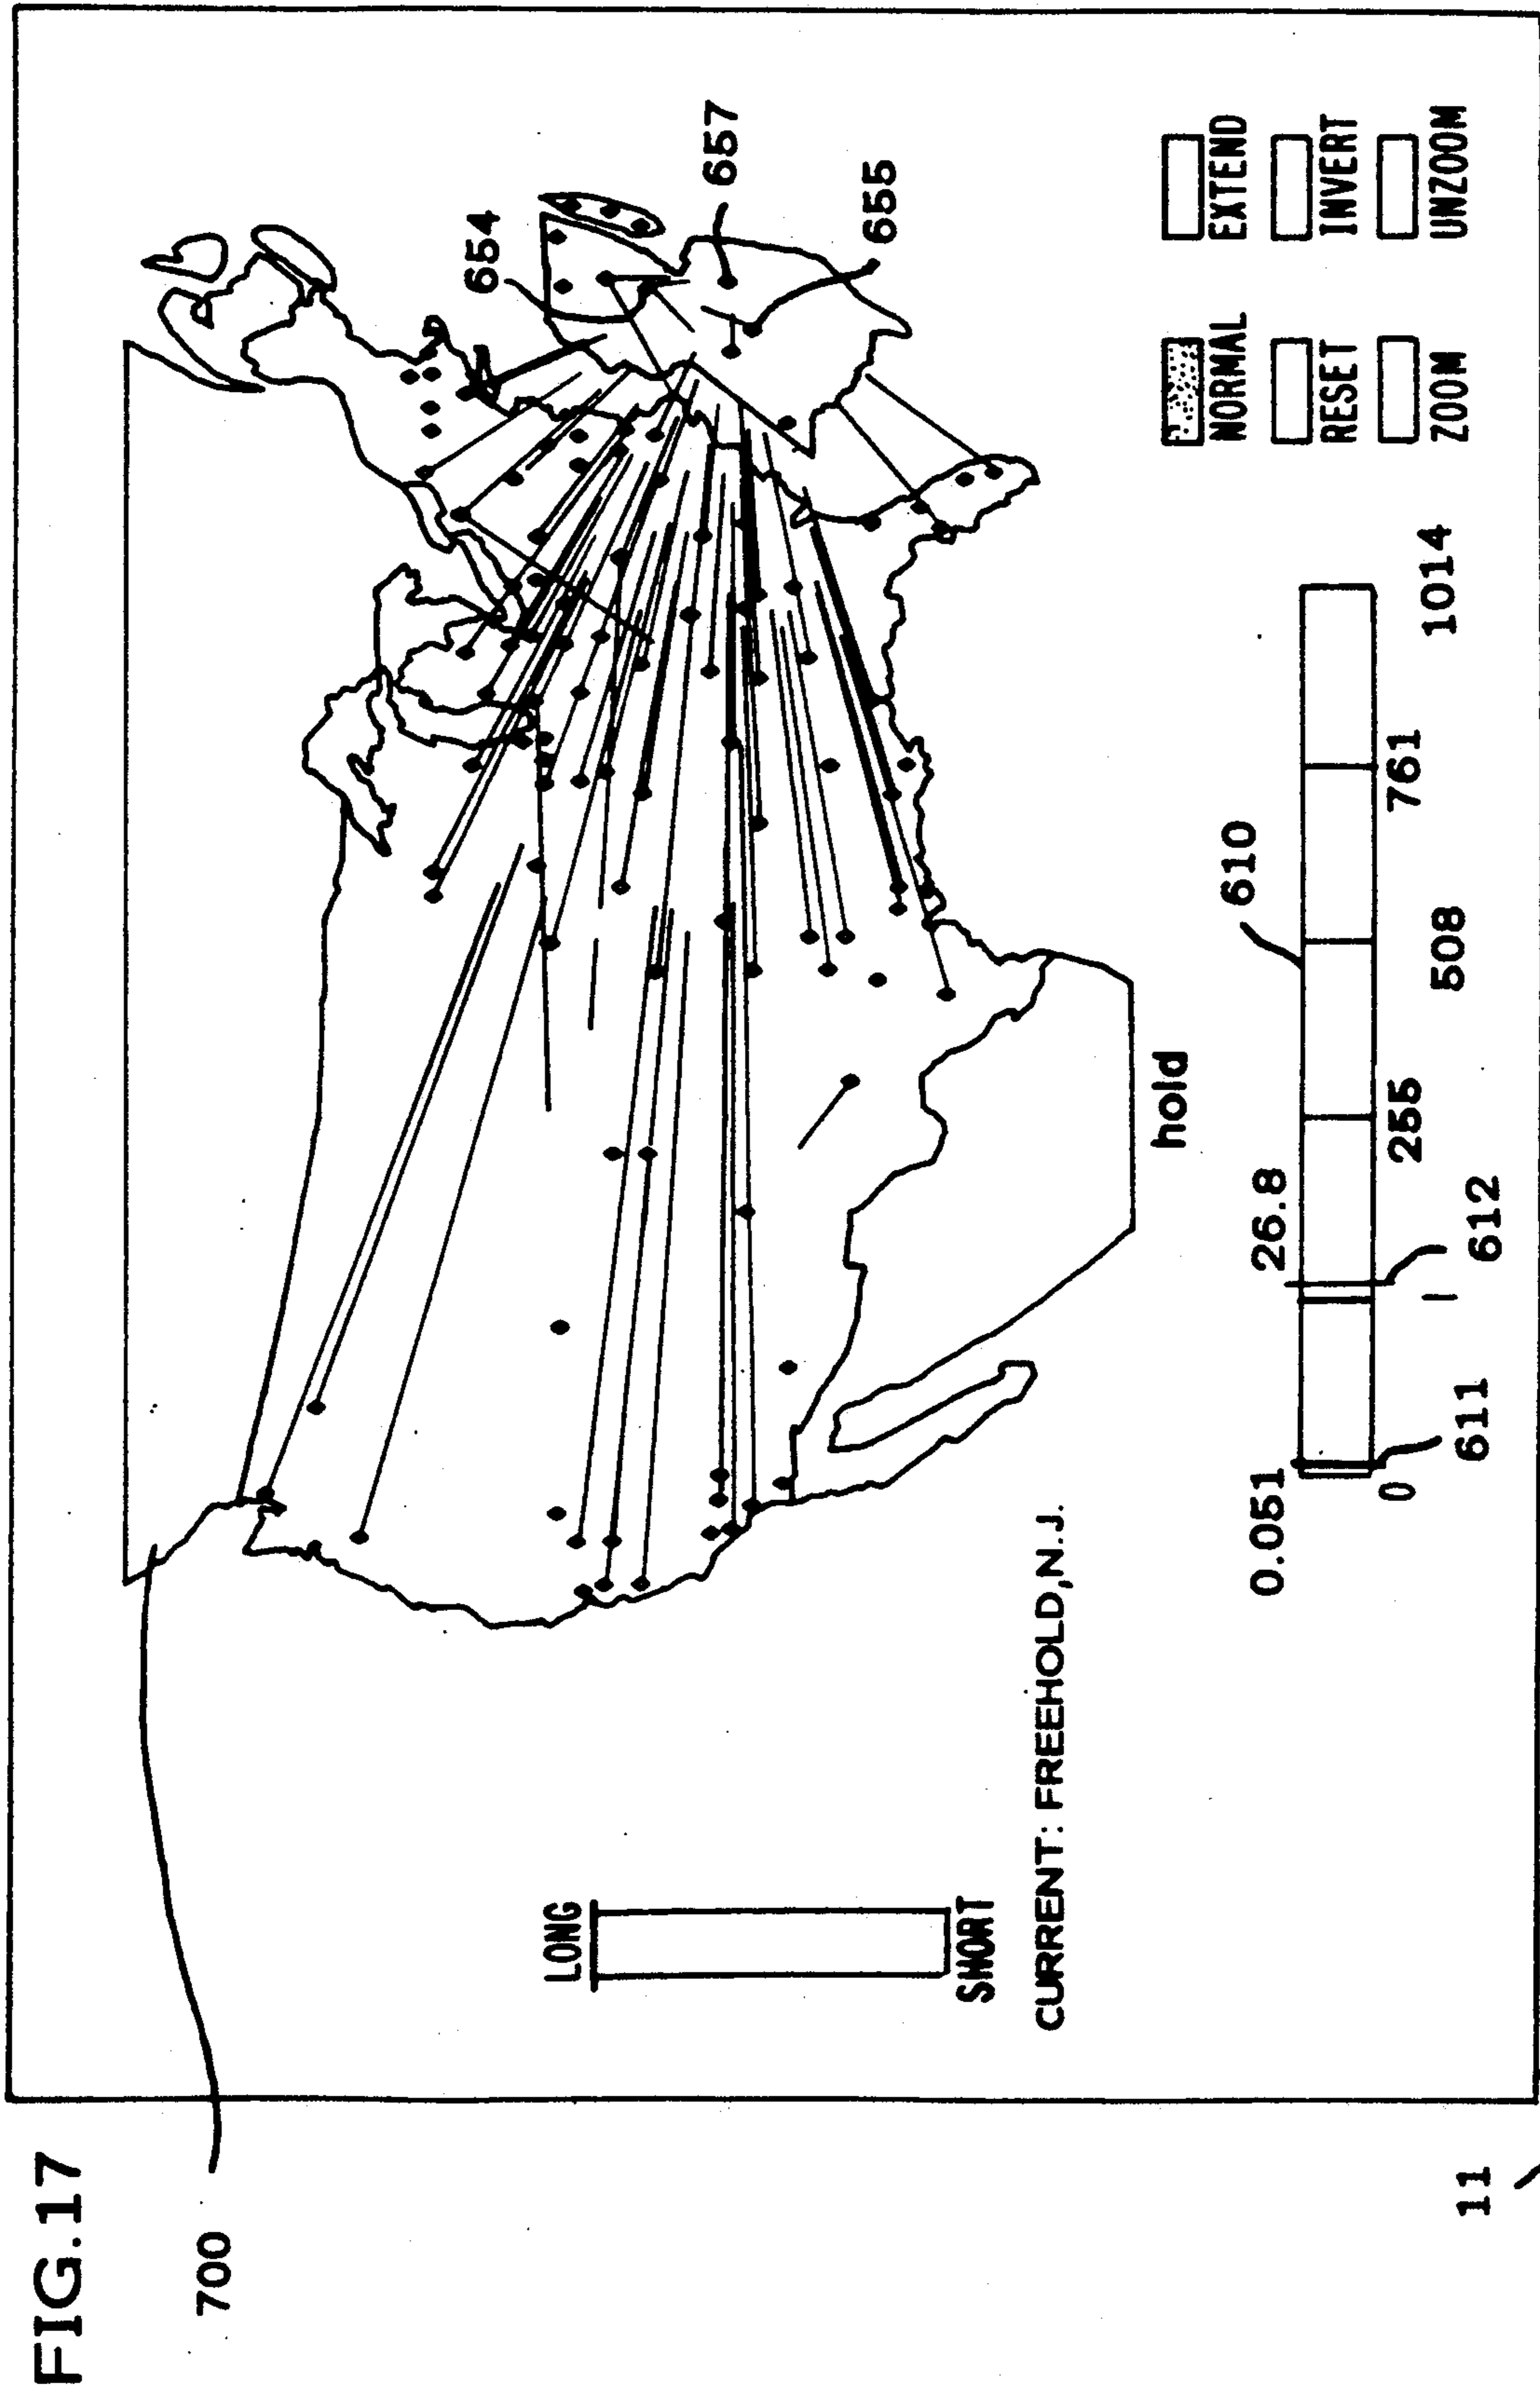 FIG.17
700
654
657
655
LONG
SHORT
CURRENT: FREEHOLD,N.J.
hold
NORMAL
EXTEND
RESET
INVERT
ZOOM
UNZOOM
610
0.051
26.8
0
1
255
508
761
1014
611
612
11